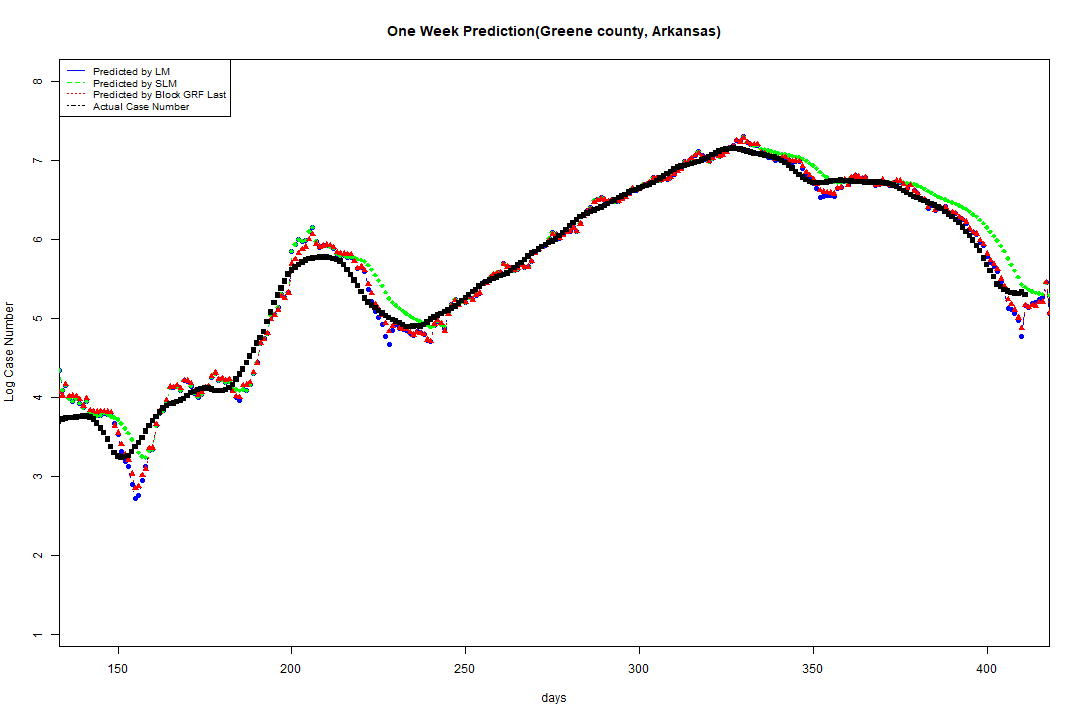 One Week Prediction(Greene county, Arkansas)
Predicted by LM
Predicted by SLM
Predicted by Block GRF Last
Actual Case Number
8
7
6
5
4
3
2
1
Log Case Number
150 200 250 300 350 400
days